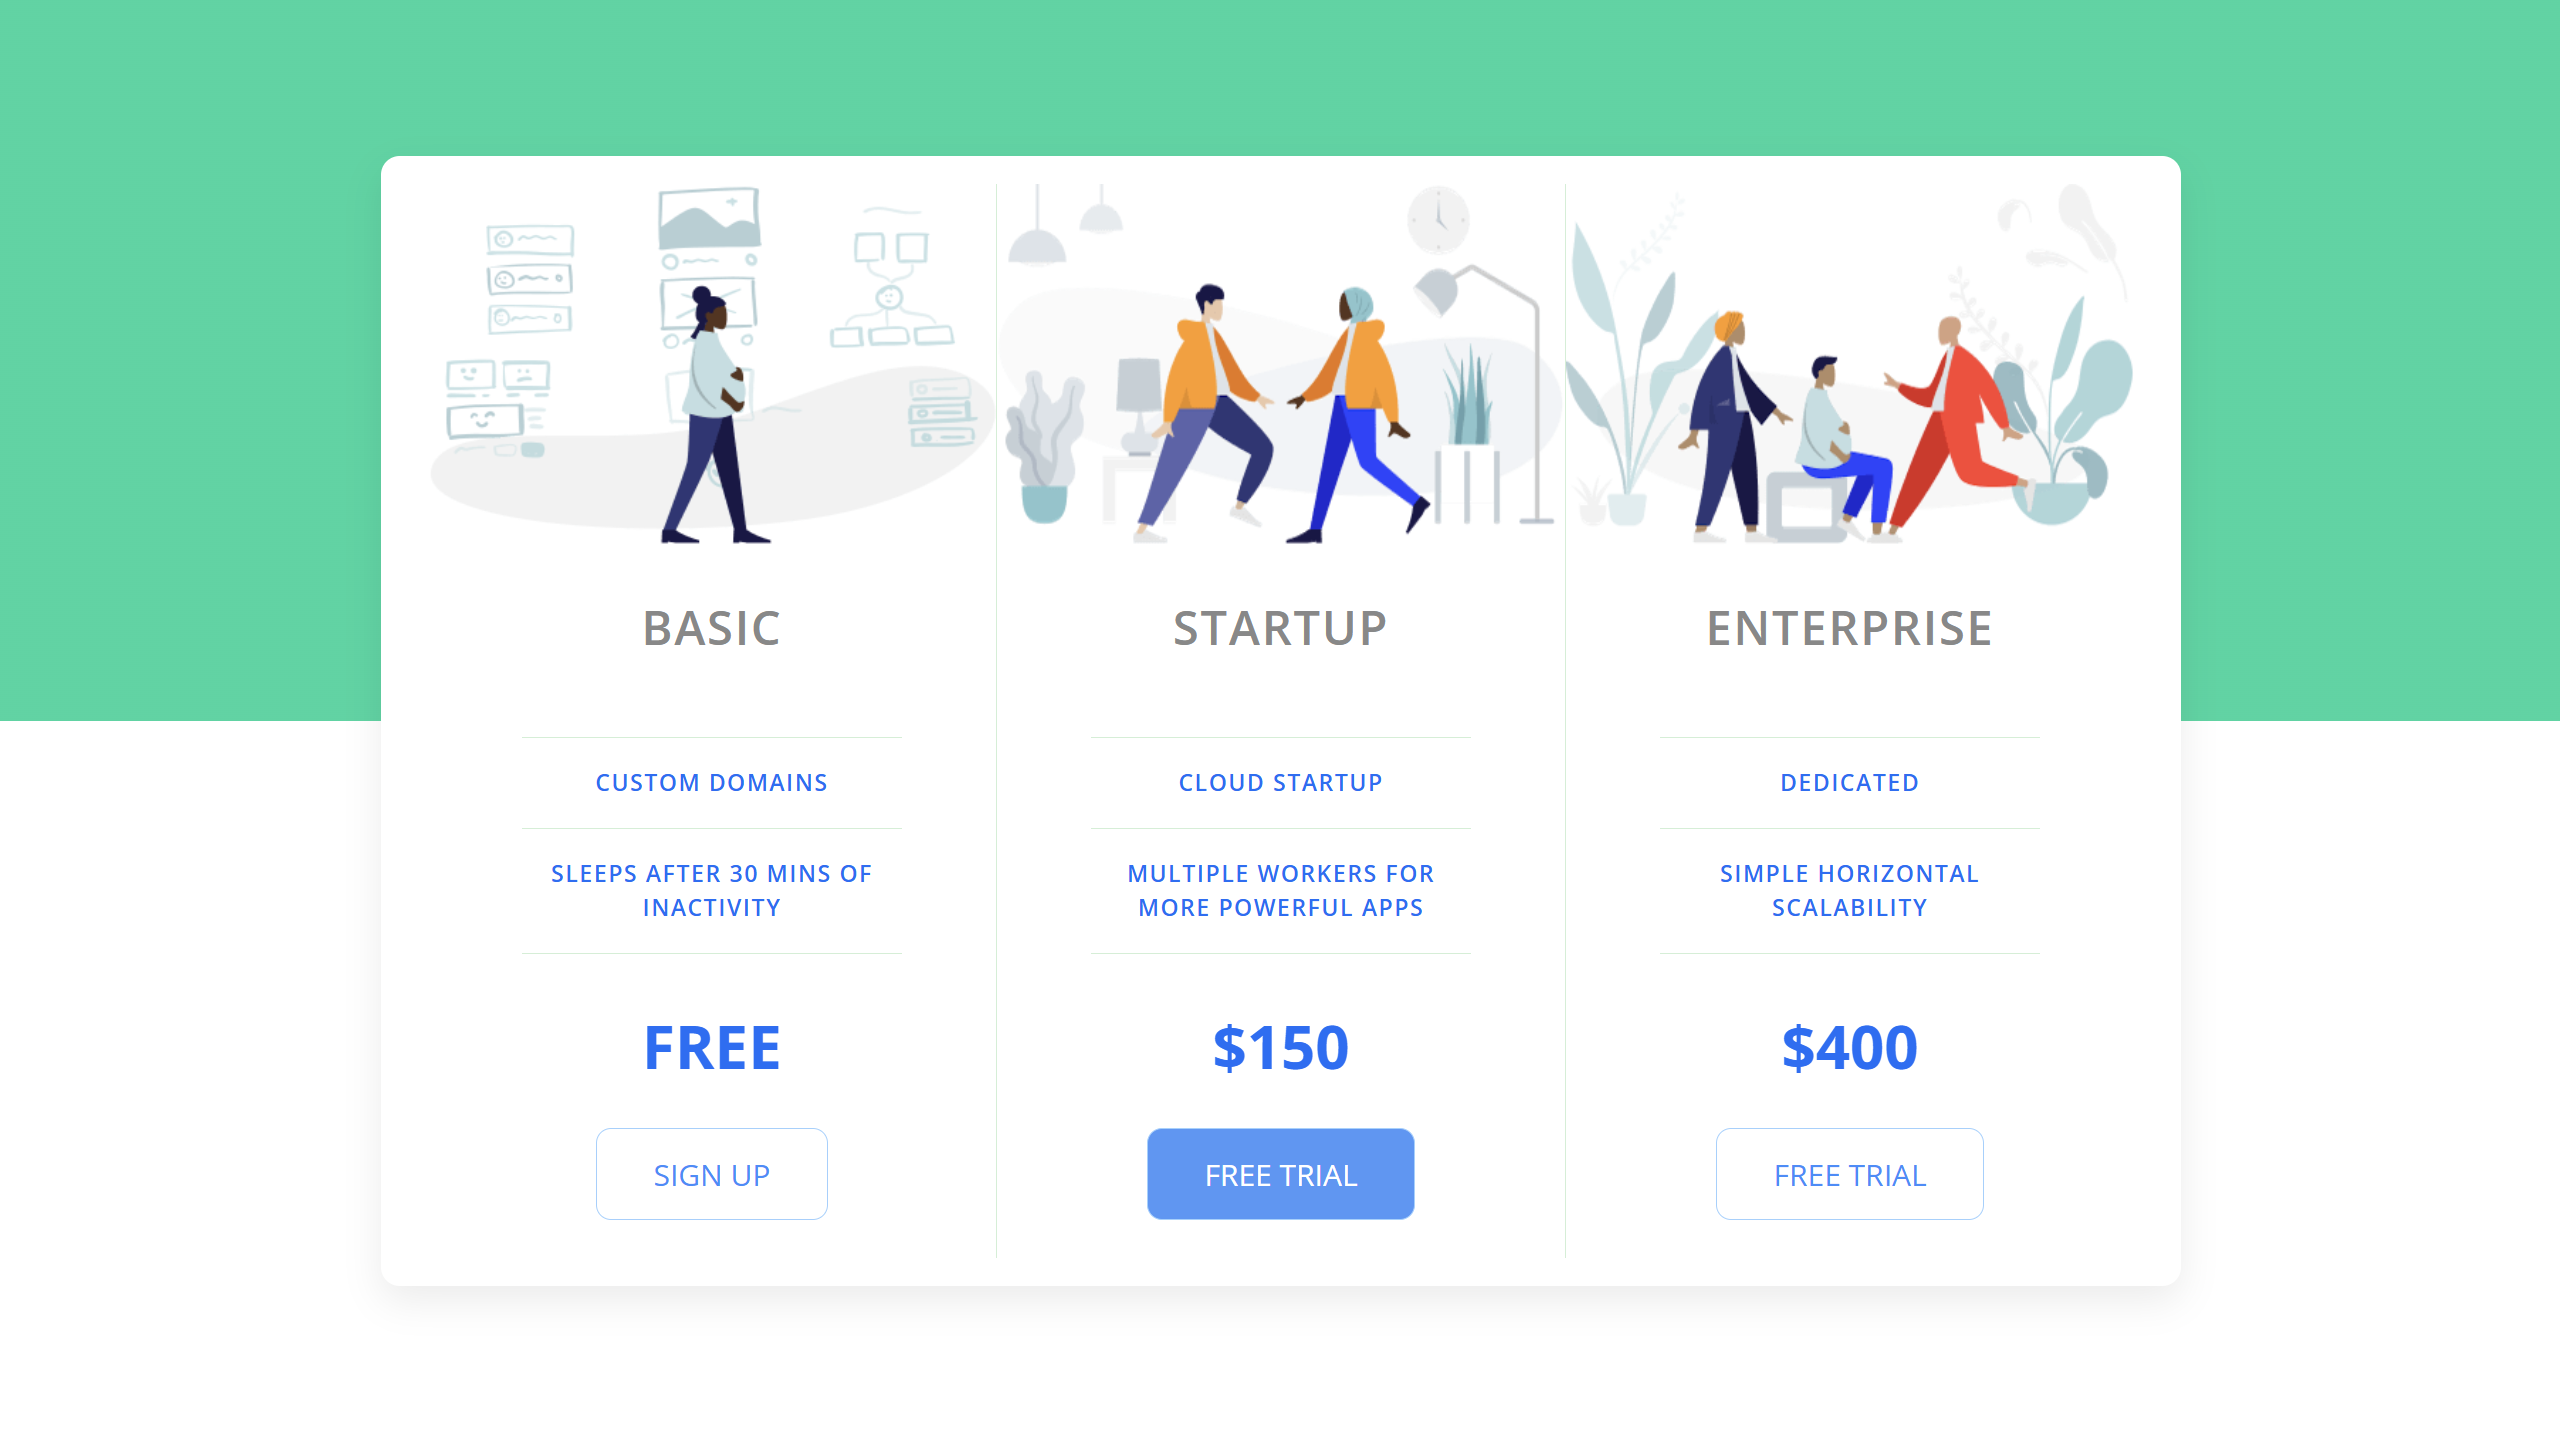 BASIC
CUSTOM DOMAINS
SLEEPS AFTER 30 MINS OF
INACTIVITY
FREE
SIGN UP
STARTUP
CLOUD STARTUP
MULTIPLE WORKERS FOR
MORE POWERFUL APPS
$150
FREE TRIAL
ENTERPRISE
DEDICATED
SIMPLE HORIZONTAL
SCALABILITY
$400
FREE TRIAL